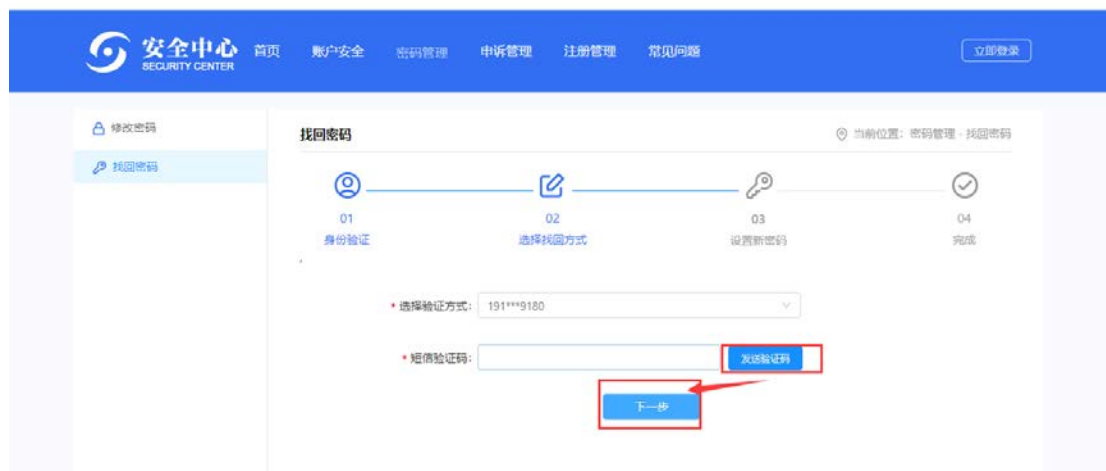 安全中心
SECURITY CENTER
首页 账户安全 密码管理 申诉管理 注册管理 常见问题 立即登录
修改密码
找回密码
找回密码 当前位置：密码管理 - 找回密码
01 02 03 04
身份验证 选择找回方式 设置新密码 完成
* 选择验证方式： 191***9180
* 短信验证码： 发送验证码
下一步